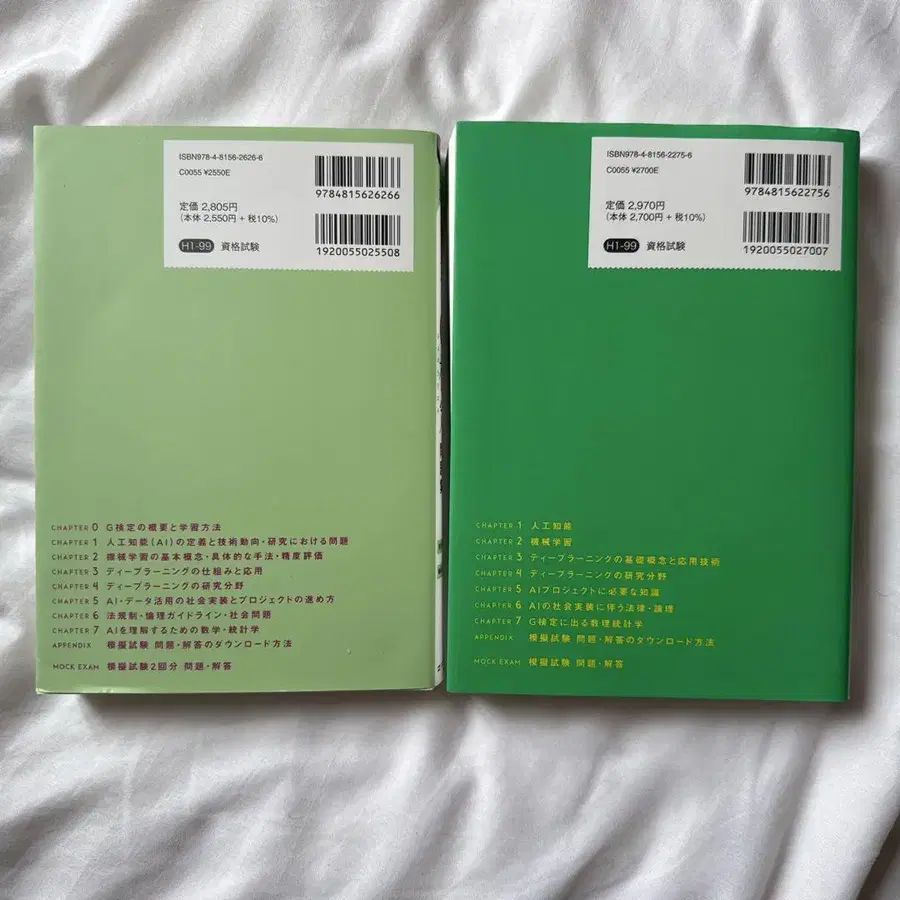 ISBN978-4-8156-2626-6
C0055 ¥2550E
定価 2,805円
(本体 2,550円 + 税10%)
H1-99 資格試験
9784815626266
1920055025508
CHAPTER 0 G検定の概要と学習方法
CHAPTER 1 人工知能(AI)の定義と技術動向・研究における問題
CHAPTER 2 機械学習の基本概念・具体的な手法・精度評価
CHAPTER 3 ディープラーニングの仕組みと応用
CHAPTER 4 ディープラーニングの研究分野
CHAPTER 5 AI・データ活用の社会実装とプロジェクトの進め方
CHAPTER 6 法規制・倫理ガイドライン・社会問題
CHAPTER 7 AIを理解するための数学・統計学
APPENDIX 模擬試験 問題・解答のダウンロード方法
MOCK EXAM 模擬試験2回分 問題・解答
ISBN978-4-8156-2275-6
C0055 ¥2700E
定価 2,970円
(本体 2,700円 + 税10%)
H1-99 資格試験
9784815622756
1920055027007
CHAPTER 1 人工知能
CHAPTER 2 機械学習
CHAPTER 3 ディープラーニングの基礎概念と応用技術
CHAPTER 4 ディープラーニングの研究分野
CHAPTER 5 AIプロジェクトに必要な知識
CHAPTER 6 AIの社会実装に伴う法律・論理
CHAPTER 7 G検定に出る数理統計学
APPENDIX 模擬試験 問題・解答のダウンロード方法
MOCK EXAM 模擬試験 問題・解答